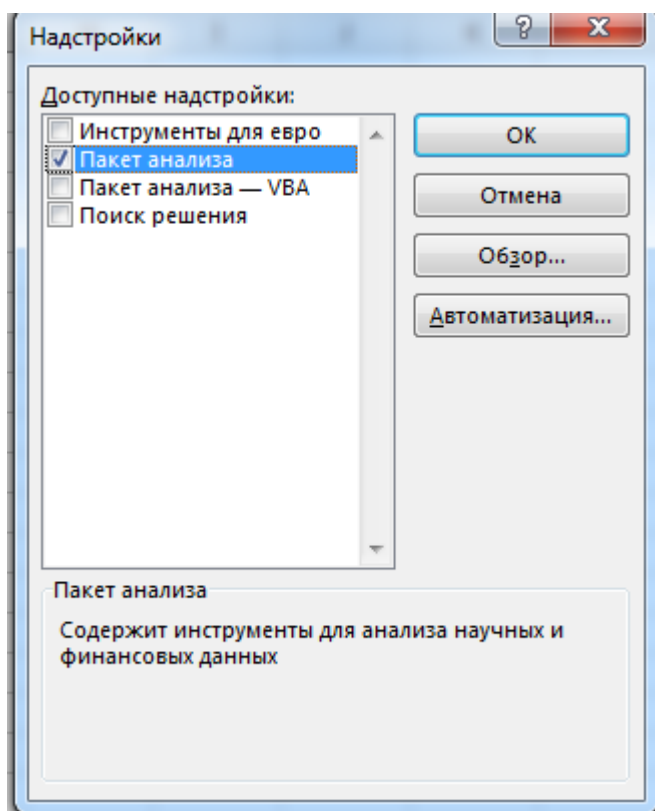 Надстройки
Доступные надстройки:
Инструменты для евро
Пакет анализа
Пакет анализа — VBA
Поиск решения
ОК
Отмена
Обзор...
Автоматизация...
Пакет анализа
Содержит инструменты для анализа научных и
финансовых данных